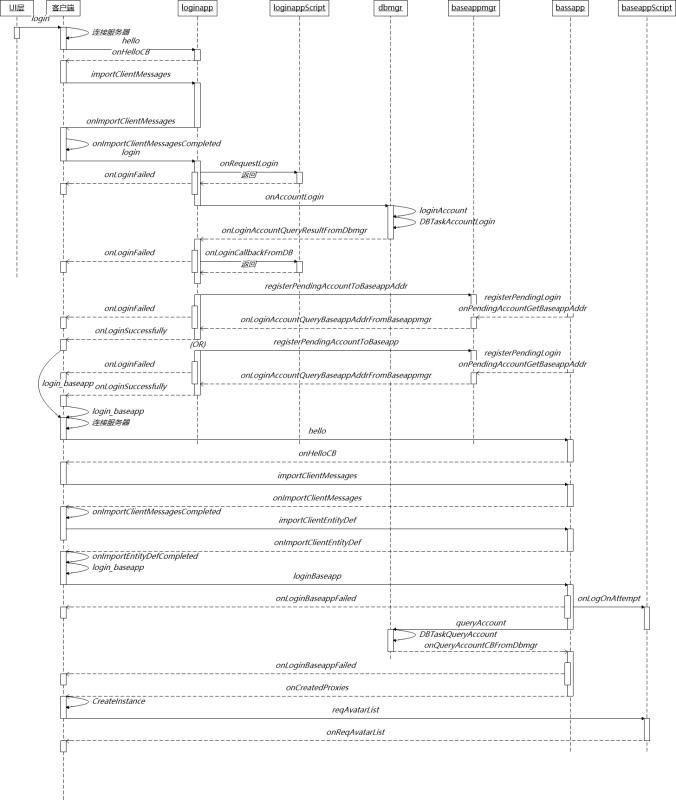 UI层
客户端
loginapp
loginappScript
dbmgr
baseappmgr
bassapp
baseappScript
login
连接服务器
hello
onHelloCB
importClientMessages
onImportClientMessages
onImportClientMessagesCompleted
login
onRequestLogin
onLoginFailed
返回
onAccountLogin
loginAccount
DBTaskAccountLogin
onLoginAccountQueryResultFromDbmgr
onLoginFailed
onLoginCallbackFromDB
返回
registerPendingAccountToBaseappAddr
registerPendingLogin
onLoginFailed
onPendingAccountGetBaseappAddr
onLoginAccountQueryBaseappAddrFromBaseappmgr
onLoginSuccessfully
(OR)
registerPendingAccountToBaseapp
registerPendingLogin
onLoginFailed
onPendingAccountGetBaseappAddr
onLoginAccountQueryBaseappAddrFromBaseappmgr
login_baseapp
onLoginSuccessfully
login_baseapp
连接服务器
hello
onHelloCB
importClientMessages
onImportClientMessages
onImportClientMessagesCompleted
importClientEntityDef
onImportClientEntityDef
onImportEntityDefCompleted
login_baseapp
loginBaseapp
onLoginBaseappFailed
onLogOnAttempt
queryAccount
DBTaskQueryAccount
onQueryAccountCBFromDbmgr
onLoginBaseappFailed
onCreatedProxies
CreateInstance
reqAvatarList
onReqAvatarList